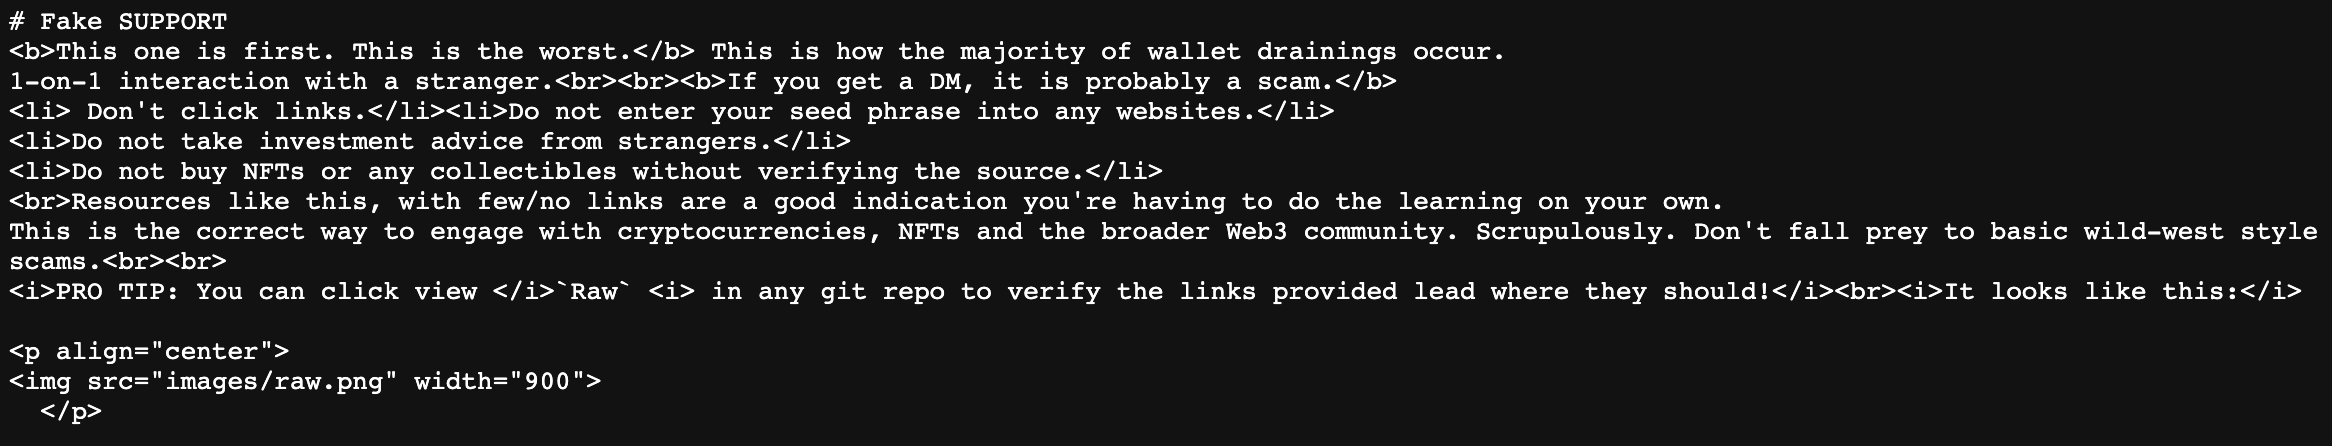 # Fake SUPPORT
<b>This one is first. This is the worst.</b> This is how the majority of wallet drainings occur.
1-on-1 interaction with a stranger.<br><br><b>If you get a DM, it is probably a scam.</b>
<li> Don't click links.</li><li>Do not enter your seed phrase into any websites.</li>
<li>Do not take investment advice from strangers.</li>
<li>Do not buy NFTs or any collectibles without verifying the source.</li>
<br>Resources like this, with few/no links are a good indication you're having to do the learning on your own.
This is the correct way to engage with cryptocurrencies, NFTs and the broader Web3 community. Scrupulously. Don't fall prey to basic wild-west style
scams.<br><br>
<i>PRO TIP: You can click view </i>`Raw` <i> in any git repo to verify the links provided lead where they should!</i><br><i>It looks like this:</i>

<p align="center">
<img src="images/raw.png" width="900">
  </p>